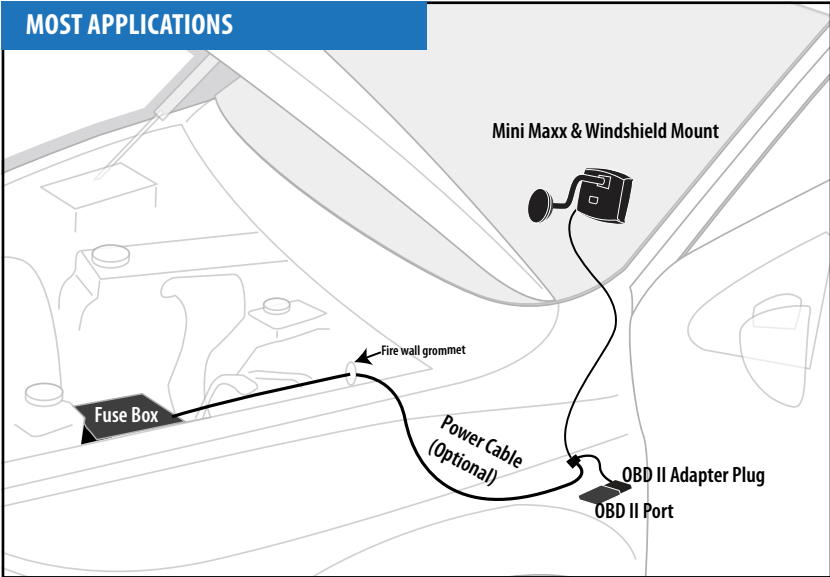 MOST APPLICATIONS
Mini Maxx & Windshield Mount
Fire wall grommet
Fuse Box
Power Cable
(Optional)
OBD II Adapter Plug
OBD II Port